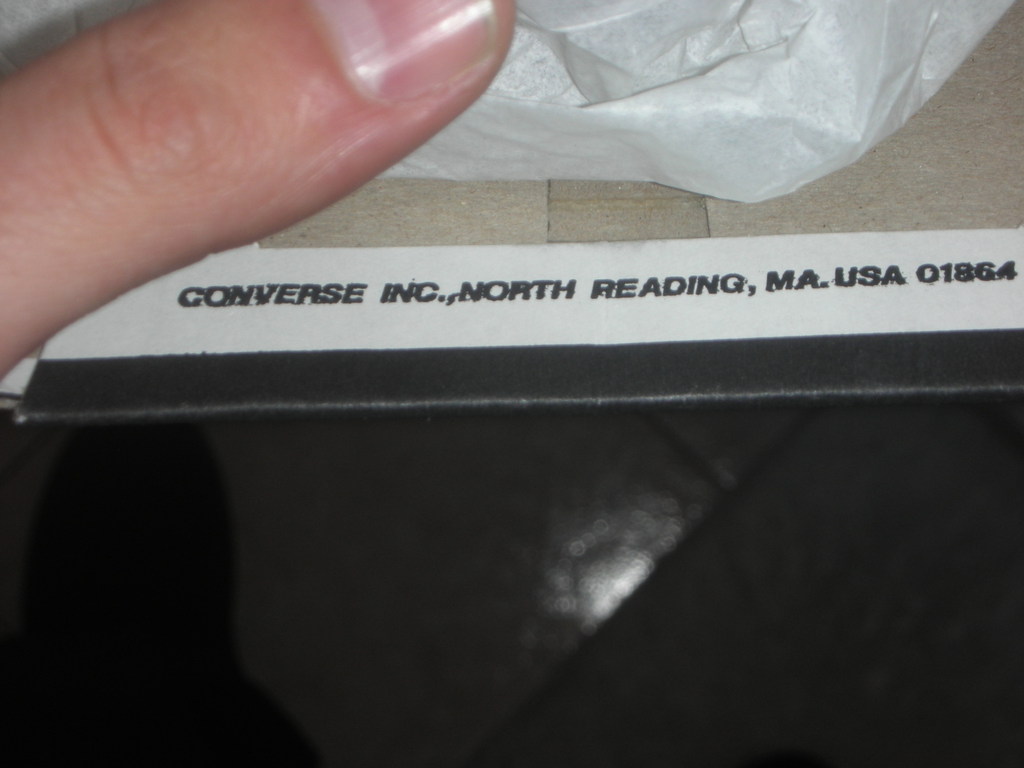 CONVERSE INC.,NORTH READING, MA. USA 01864